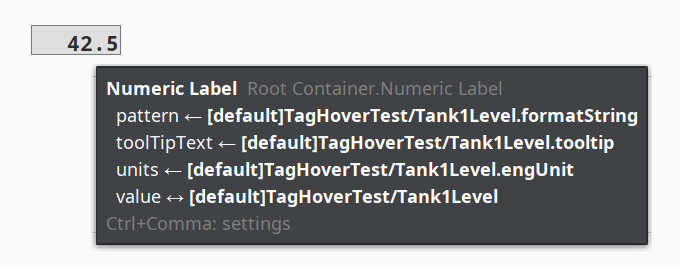 42.5
Numeric Label Root Container.Numeric Label
pattern ← [default]TagHoverTest/Tank1Level.formatString
toolTipText ← [default]TagHoverTest/Tank1Level.tooltip
units ← [default]TagHoverTest/Tank1Level.engUnit
value ↔ [default]TagHoverTest/Tank1Level
Ctrl+Comma: settings